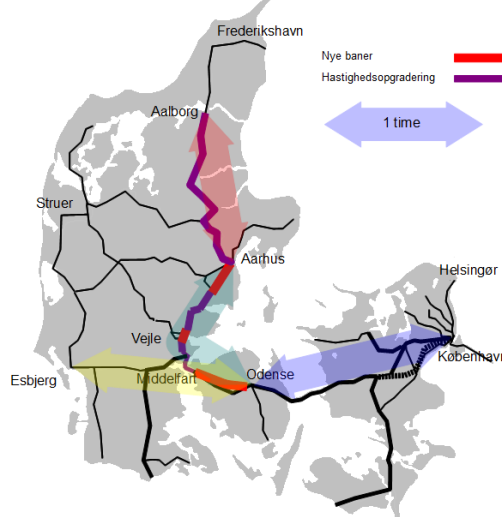 Frederikshavn
Nye baner
Hastighedsopgradering
Aalborg
1 time
Struer
Aarhus
Helsingør
Vejle
København
Esbjerg
Middelfart
Odense